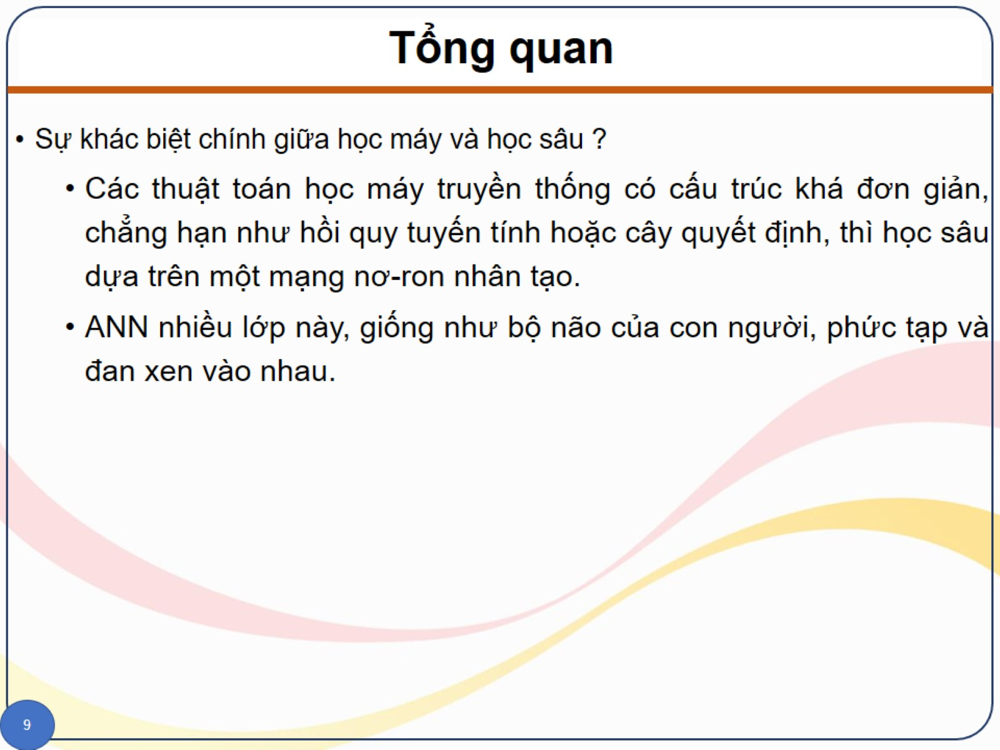 Tổng quan
• Sự khác biệt chính giữa học máy và học sâu ?
• Các thuật toán học máy truyền thống có cấu trúc khá đơn giản,
chẳng hạn như hồi quy tuyến tính hoặc cây quyết định, thì học sâu
dựa trên một mạng nơ-ron nhân tạo.
• ANN nhiều lớp này, giống như bộ não của con người, phức tạp và
đan xen vào nhau.
9